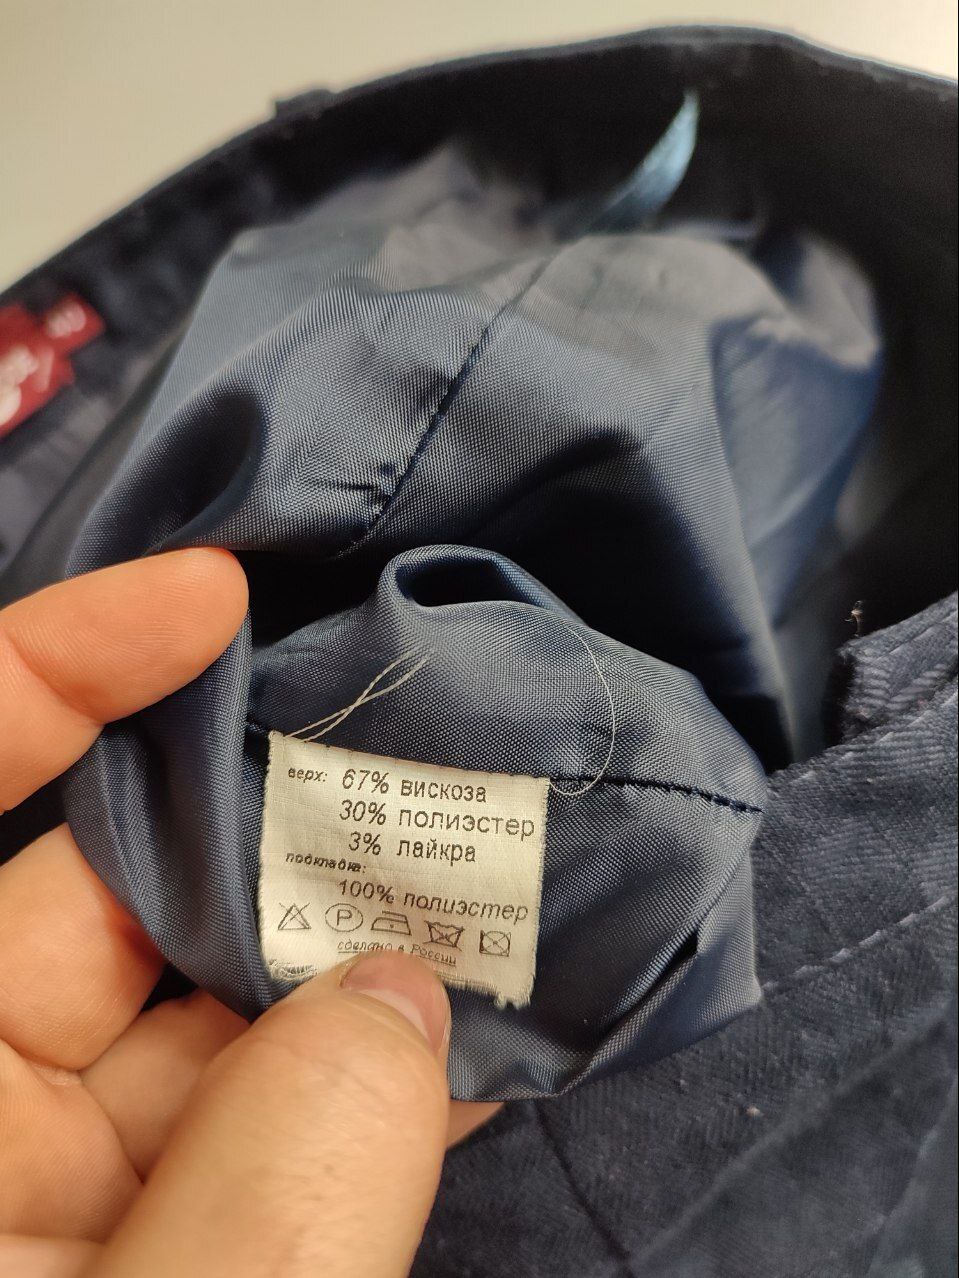 верх: 67% вискоза
30% полиэстер
3% лайкра
подкладка:
100% полиэстер
P
сделано в России